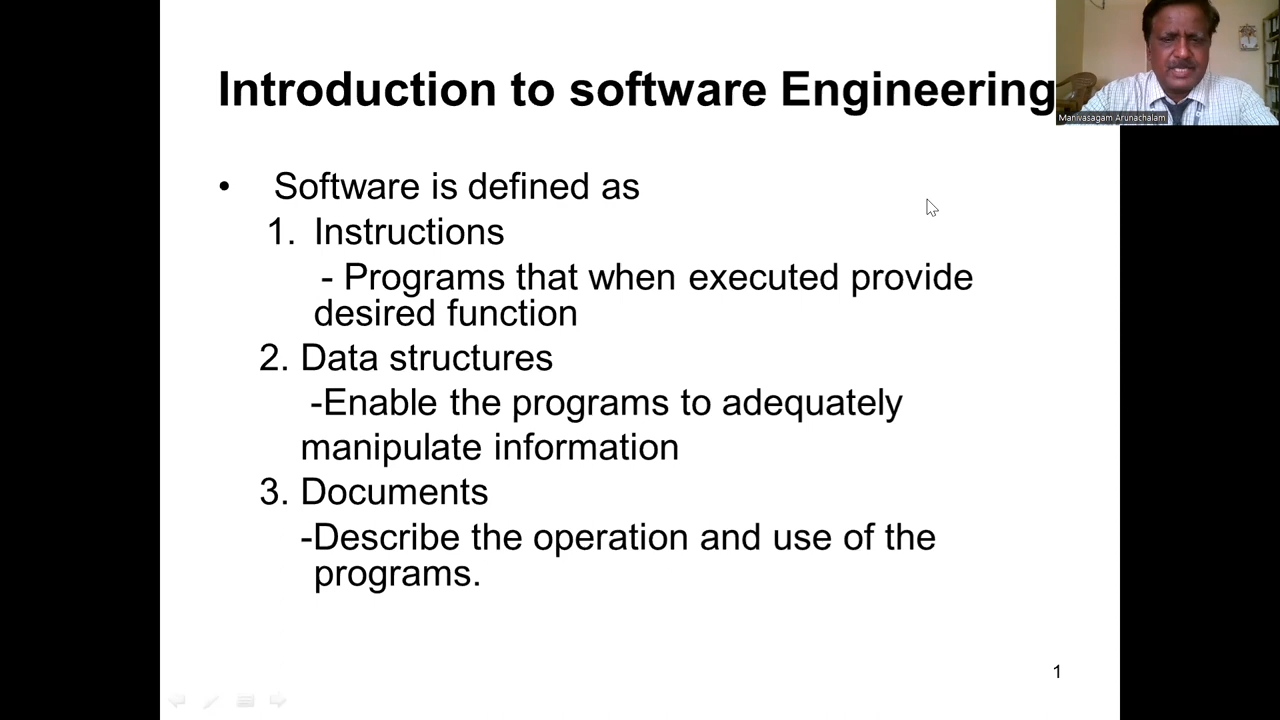 Introduction to software Engineering
Manivasagam Arunachalam
• Software is defined as
1. Instructions
- Programs that when executed provide
desired function
2. Data structures
-Enable the programs to adequately
manipulate information
3. Documents
-Describe the operation and use of the
programs.
1